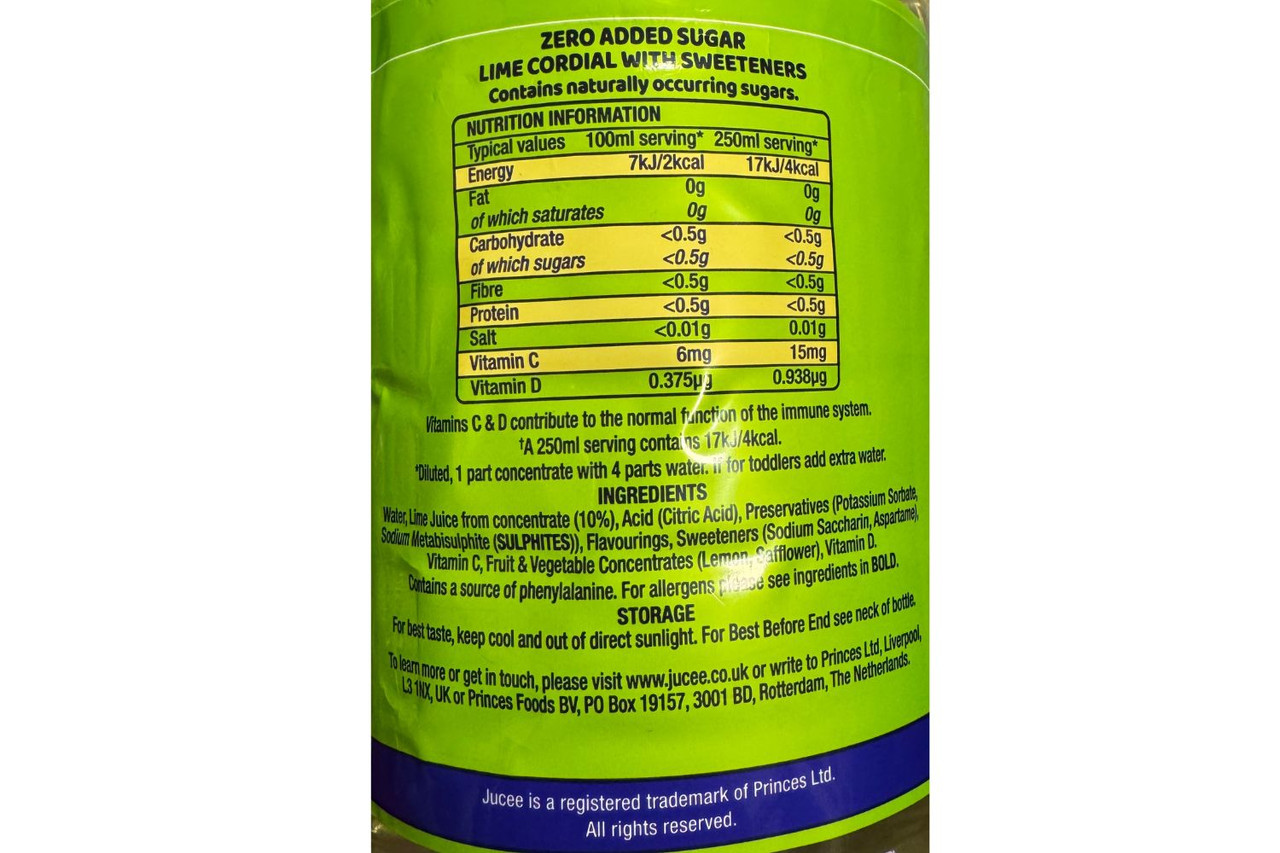 ZERO ADDED SUGAR
LIME CORDIAL WITH SWEETENERS
Contains naturally occurring sugars.
NUTRITION INFORMATION
Typical values 100ml serving* 250ml serving*
Energy 7kJ/2kcal 17kJ/4kcal
Fat 0g 0g
of which saturates 0g 0g
Carbohydrate <0.5g <0.5g
of which sugars <0.5g <0.5g
Fibre <0.5g <0.5g
Protein <0.5g <0.5g
Salt <0.01g 0.01g
Vitamin C 6mg 15mg
Vitamin D 0.375µg 0.938µg
Vitamins C & D contribute to the normal function of the immune system.
†A 250ml serving contains 17kJ/4kcal.
*Diluted, 1 part concentrate with 4 parts water. If for toddlers add extra water.
INGREDIENTS
Water, Lime Juice from concentrate (10%), Acid (Citric Acid), Preservatives (Potassium Sorbate,
Sodium Metabisulphite (SULPHITES)), Flavourings, Sweeteners (Sodium Saccharin, Aspartame),
Vitamin C, Fruit & Vegetable Concentrates (Lemon, Safflower), Vitamin D.
Contains a source of phenylalanine. For allergens please see ingredients in BOLD.
STORAGE
For best taste, keep cool and out of direct sunlight. For Best Before End see neck of bottle.
To learn more or get in touch, please visit www.jucee.co.uk or write to Princes Ltd, Liverpool,
L3 1NX, UK or Princes Foods BV, PO Box 19157, 3001 BD, Rotterdam, The Netherlands.
Jucee is a registered trademark of Princes Ltd.
All rights reserved.